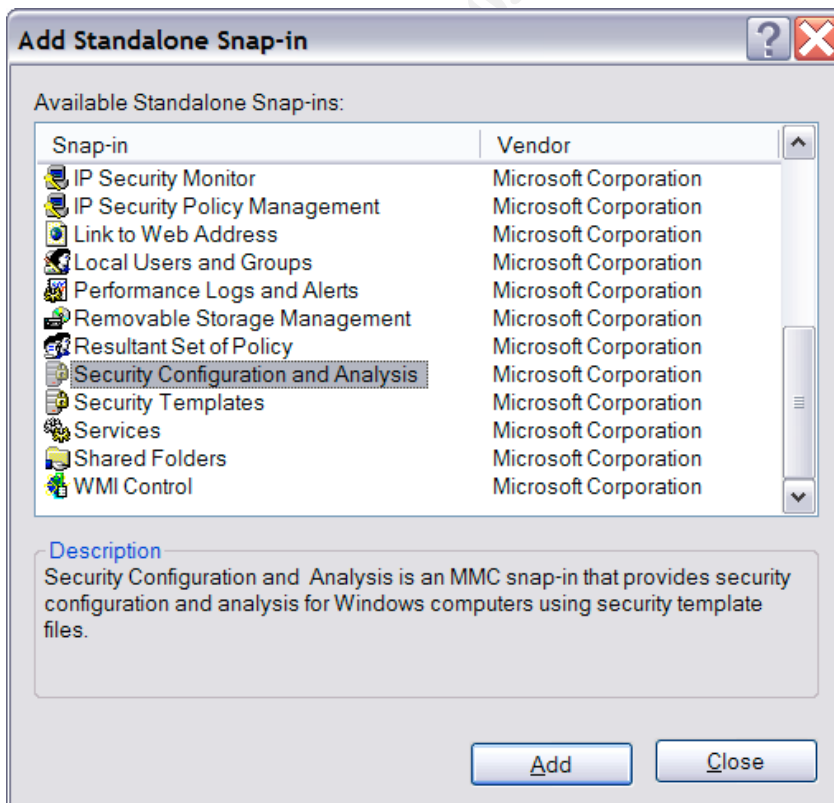 Add Standalone Snap-in
Available Standalone Snap-ins:
Snap-in Vendor
IP Security Monitor Microsoft Corporation
IP Security Policy Management Microsoft Corporation
Link to Web Address Microsoft Corporation
Local Users and Groups Microsoft Corporation
Performance Logs and Alerts Microsoft Corporation
Removable Storage Management Microsoft Corporation
Resultant Set of Policy Microsoft Corporation
Security Configuration and Analysis Microsoft Corporation
Security Templates Microsoft Corporation
Services Microsoft Corporation
Shared Folders Microsoft Corporation
WMI Control Microsoft Corporation
Description
Security Configuration and Analysis is an MMC snap-in that provides security
configuration and analysis for Windows computers using security template
files.
Add Close